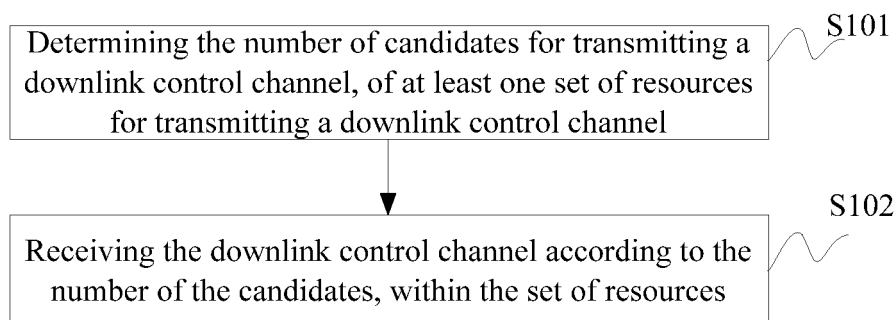 S101
Determining the number of candidates for transmitting a
downlink control channel, of at least one set of resources
for transmitting a downlink control channel
S102
Receiving the downlink control channel according to the
number of the candidates, within the set of resources